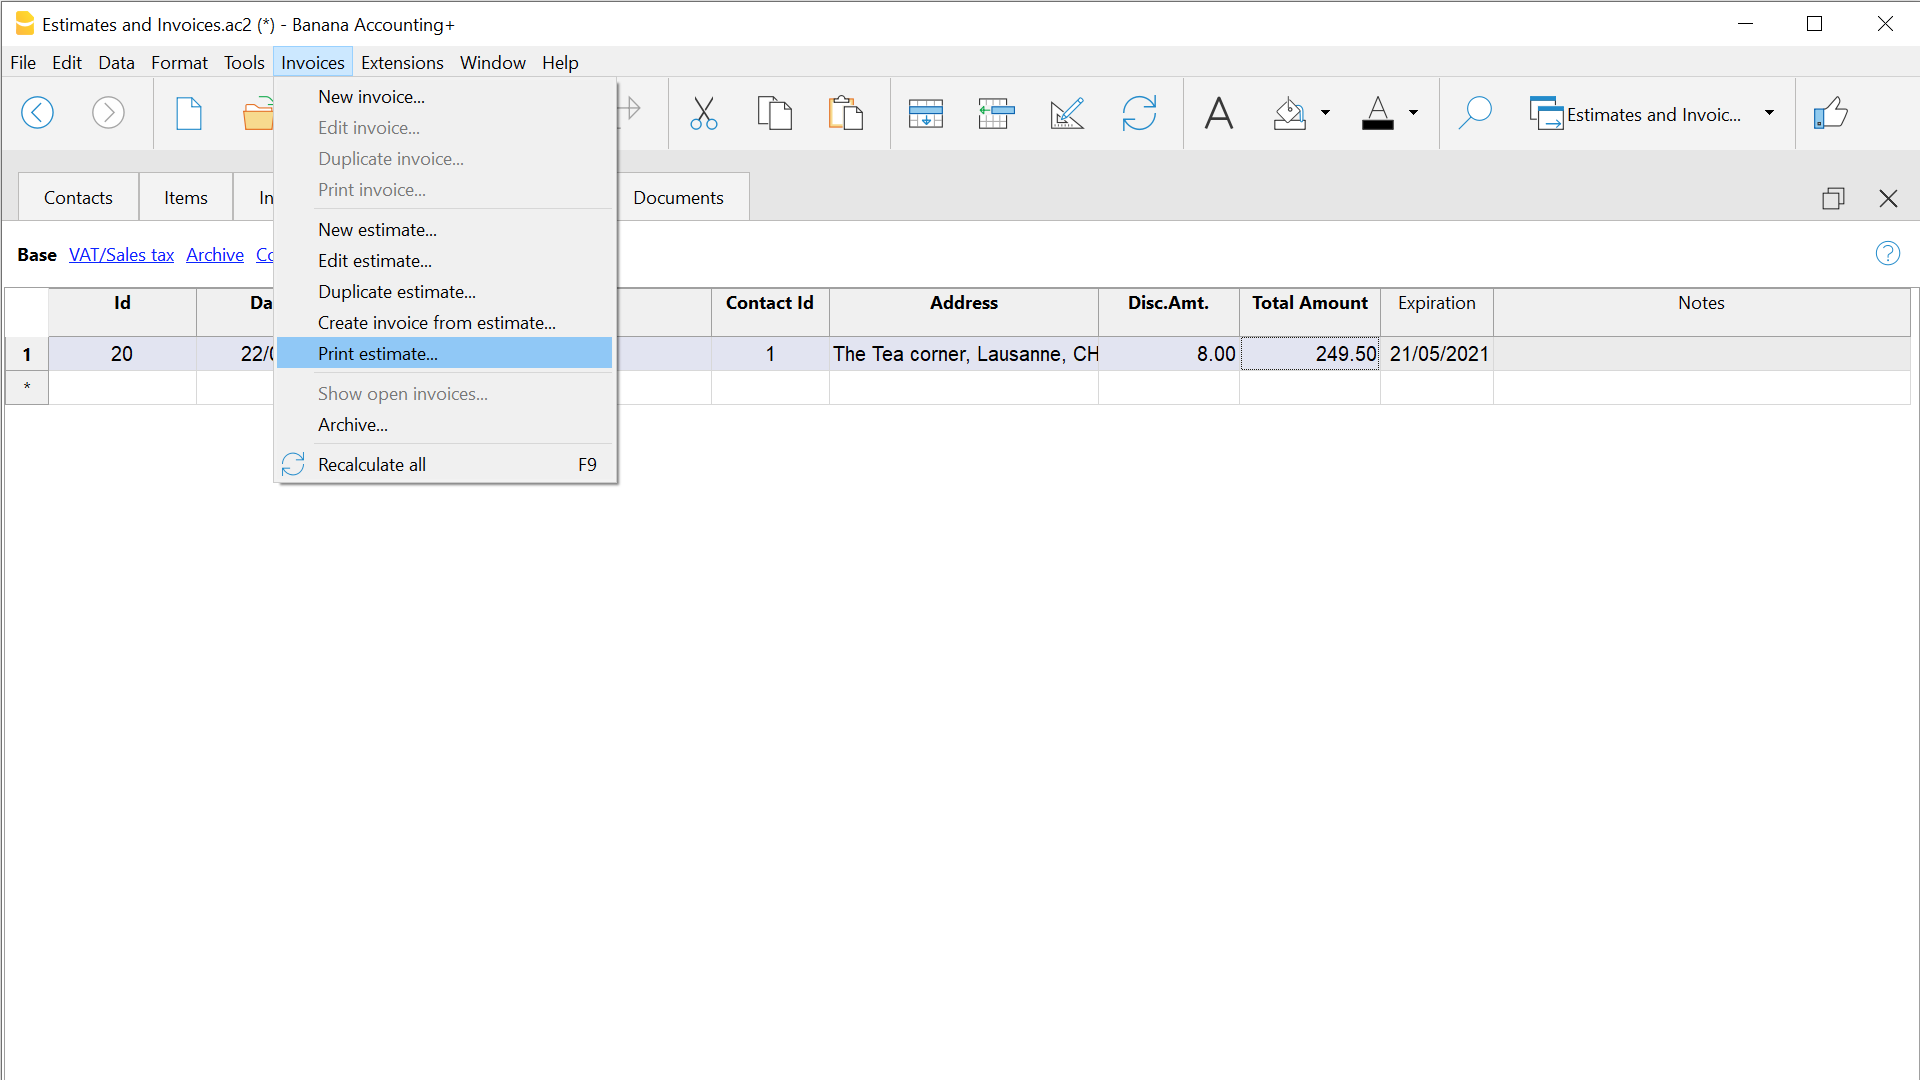 Estimates and Invoices.ac2 (*) - Banana Accounting+
File Edit Data Format Tools Invoices Extensions Window Help
New invoice...
Edit invoice...
Duplicate invoice...
Print invoice...
New estimate...
Edit estimate...
Duplicate estimate...
Create invoice from estimate...
Print estimate...
Show open invoices...
Archive...
Recalculate all F9
A A Estimates and Invoic...
Contacts Items In Documents
Base VAT/Sales tax Archive Co
Id Da Contact Id Address Disc.Amt. Total Amount Expiration Notes
1 20 22/0 1 The Tea corner, Lausanne, CH 8.00 249.50 21/05/2021
*